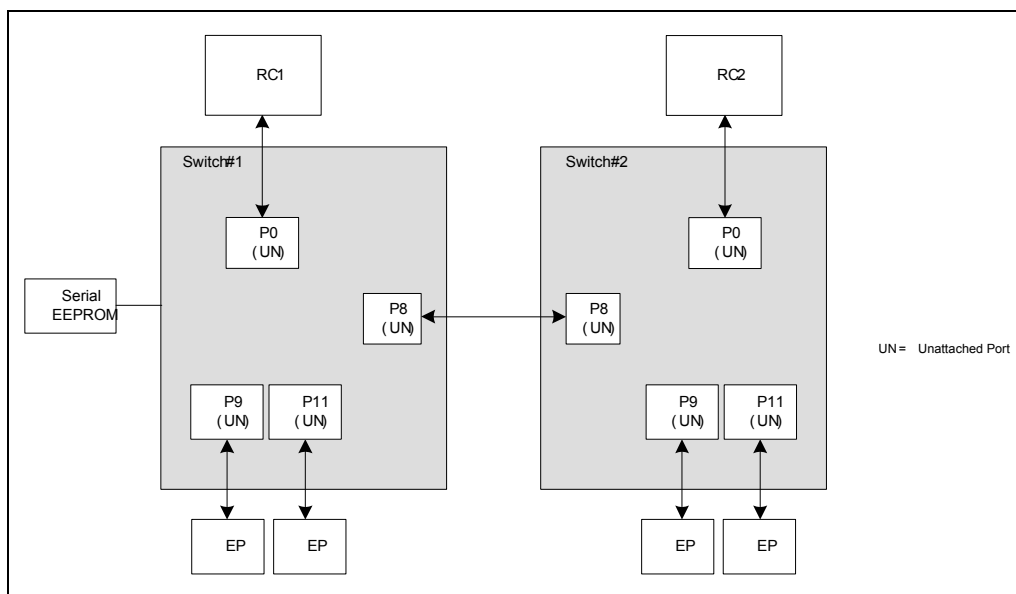 RC1
RC2
Switch#1
Switch#2
P0
(UN)
P0
(UN)
Serial
EEPROM
P8
(UN)
P8
(UN)
UN = Unattached Port
P9
(UN)
P11
(UN)
P9
(UN)
P11
(UN)
EP
EP
EP
EP